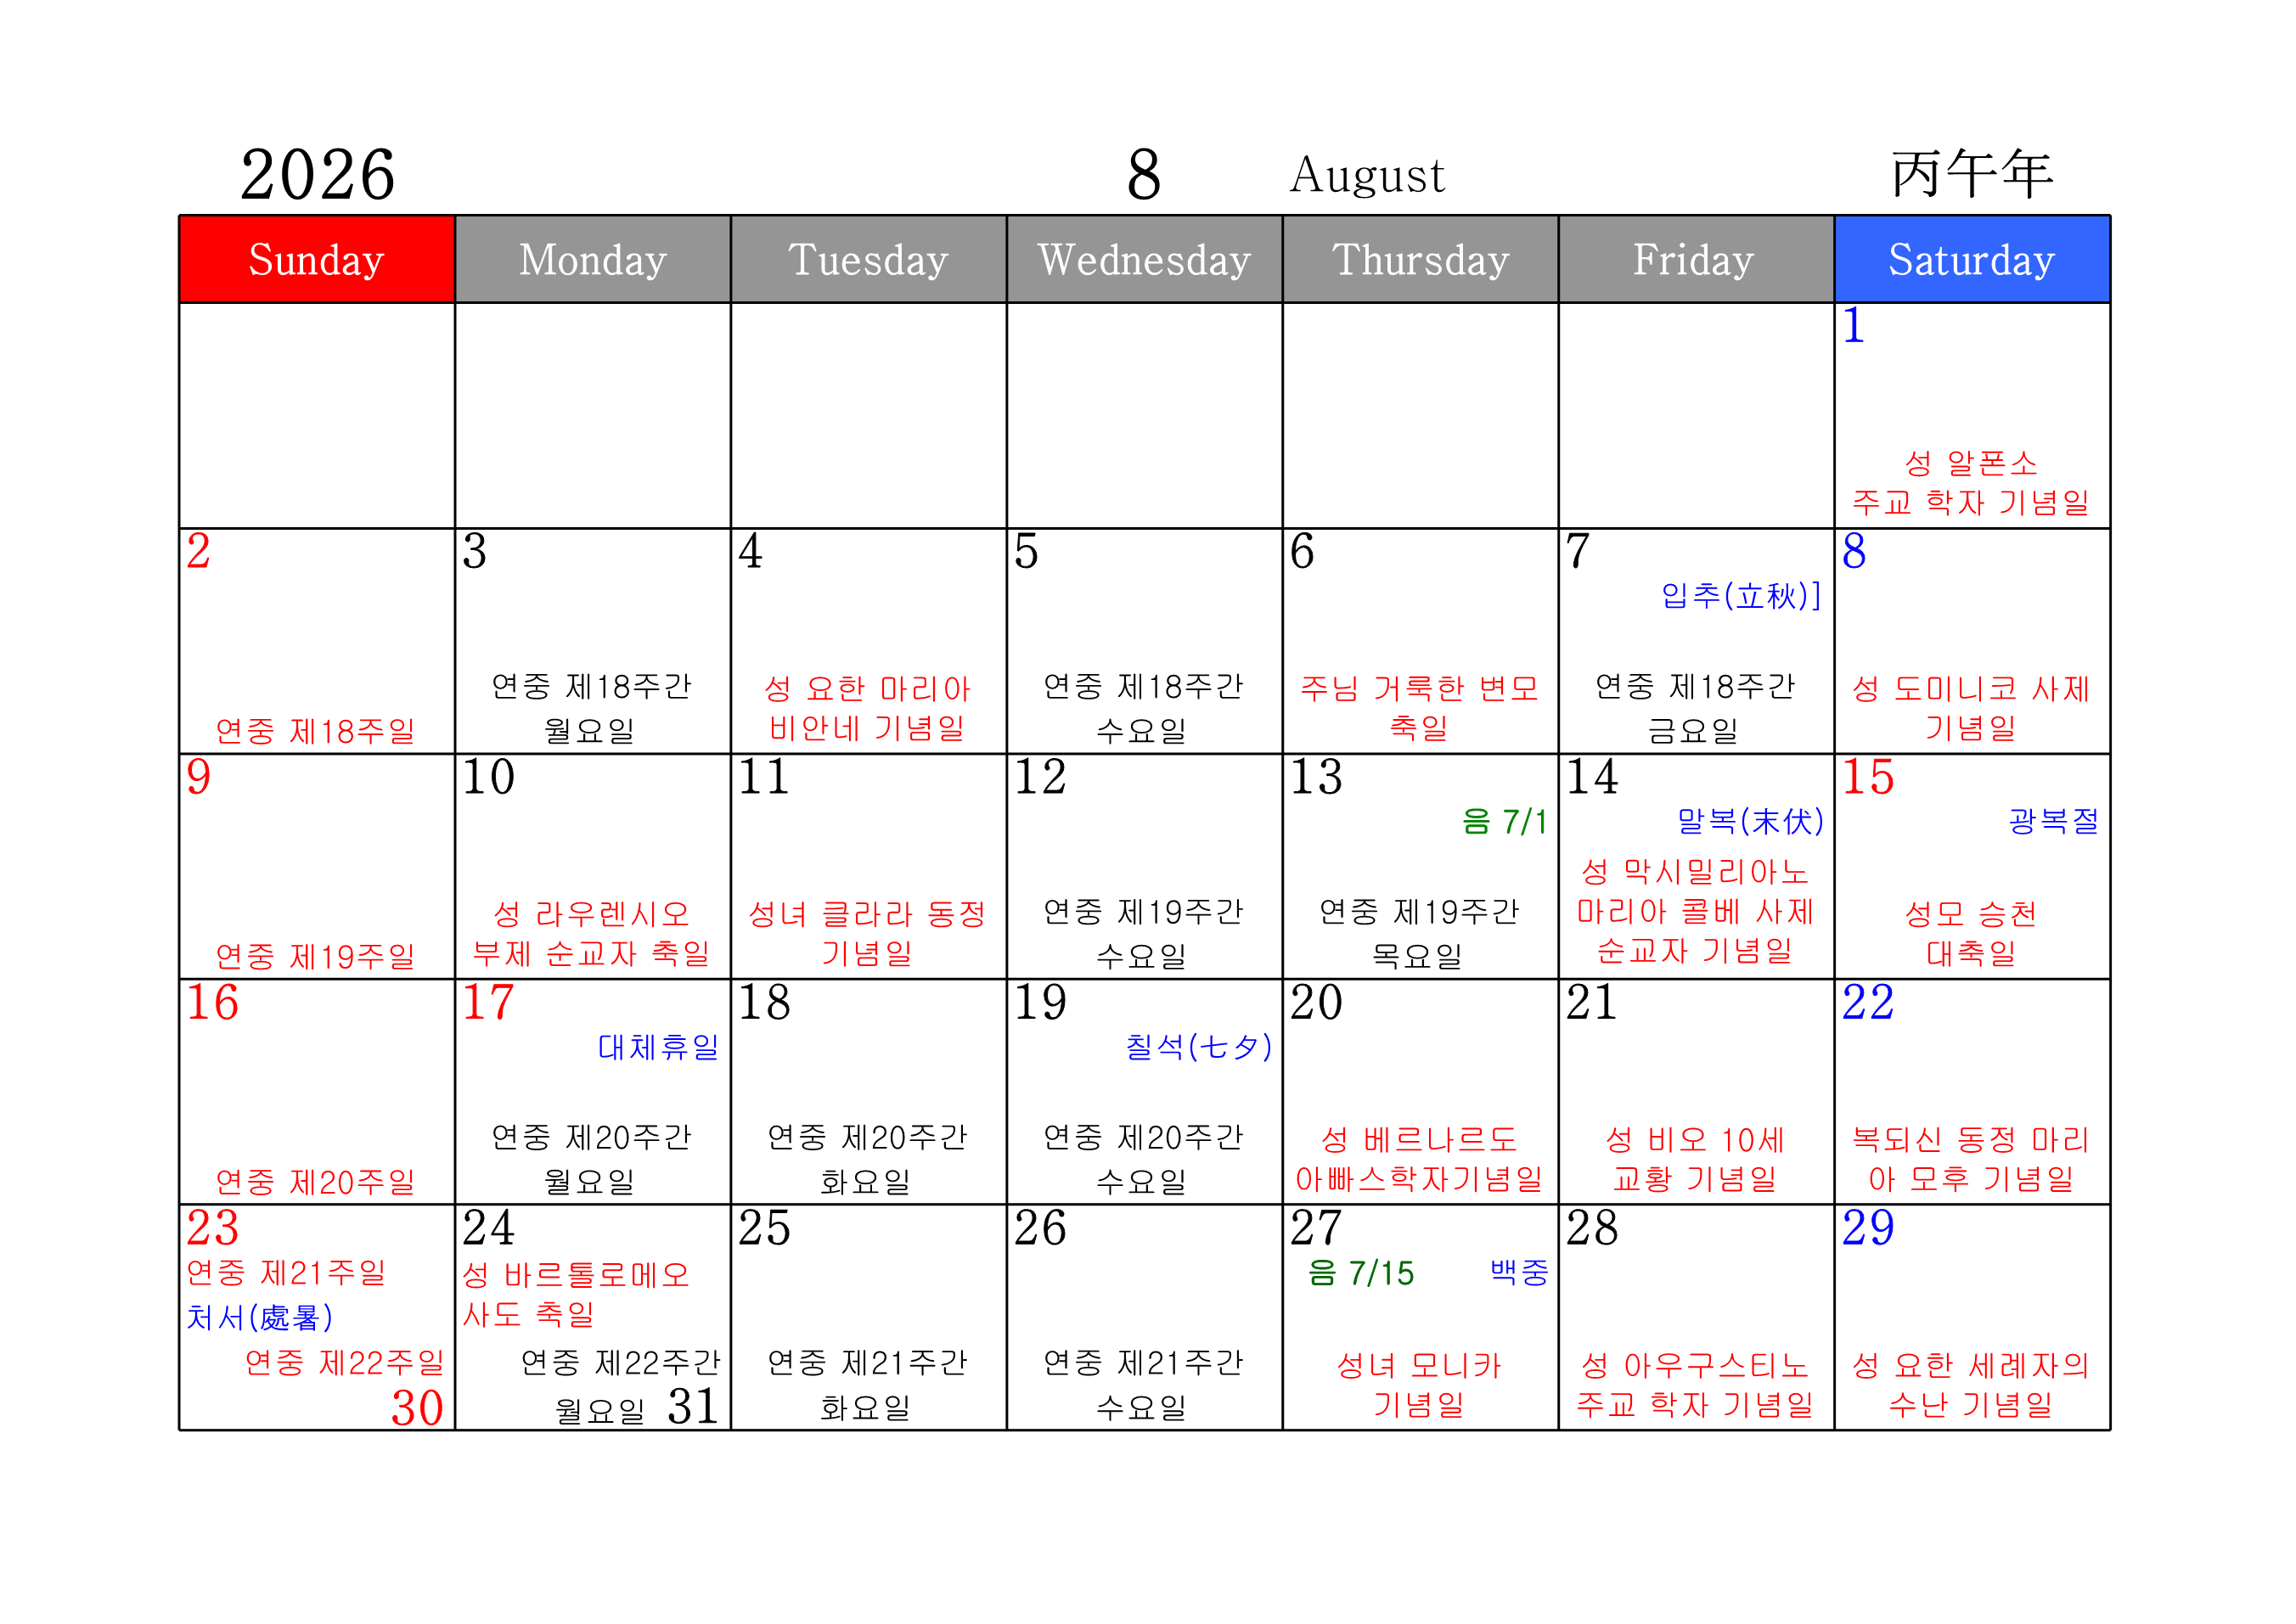 2026 8 August 丙午年
Sunday Monday Tuesday Wednesday Thursday Friday Saturday
1
성 알폰소
주교 학자 기념일
2
연중 제18주일
3
연중 제18주간
월요일
4
성 요한 마리아
비안네 기념일
5
연중 제18주간
수요일
6
주님 거룩한 변모
축일
7
입추(立秋)]
연중 제18주간
금요일
8
성 도미니코 사제
기념일
9
연중 제19주일
10
성 라우렌시오
부제 순교자 축일
11
성녀 클라라 동정
기념일
12
연중 제19주간
수요일
13
음 7/1
연중 제19주간
목요일
14
말복(末伏)
성 막시밀리아노
마리아 콜베 사제
순교자 기념일
15
광복절
성모 승천
대축일
16
연중 제20주일
17
대체휴일
연중 제20주간
월요일
18
연중 제20주간
화요일
19
칠석(七夕)
연중 제20주간
수요일
20
성 베르나르도
아빠스학자기념일
21
성 비오 10세
교황 기념일
22
복되신 동정 마리
아 모후 기념일
23
연중 제21주일
처서(處暑)
연중 제22주일
30
24
성 바르톨로메오
사도 축일
연중 제22주간
월요일 31
25
연중 제21주간
화요일
26
연중 제21주간
수요일
27
음 7/15 백중
성녀 모니카
기념일
28
성 아우구스티노
주교 학자 기념일
29
성 요한 세례자의
수난 기념일